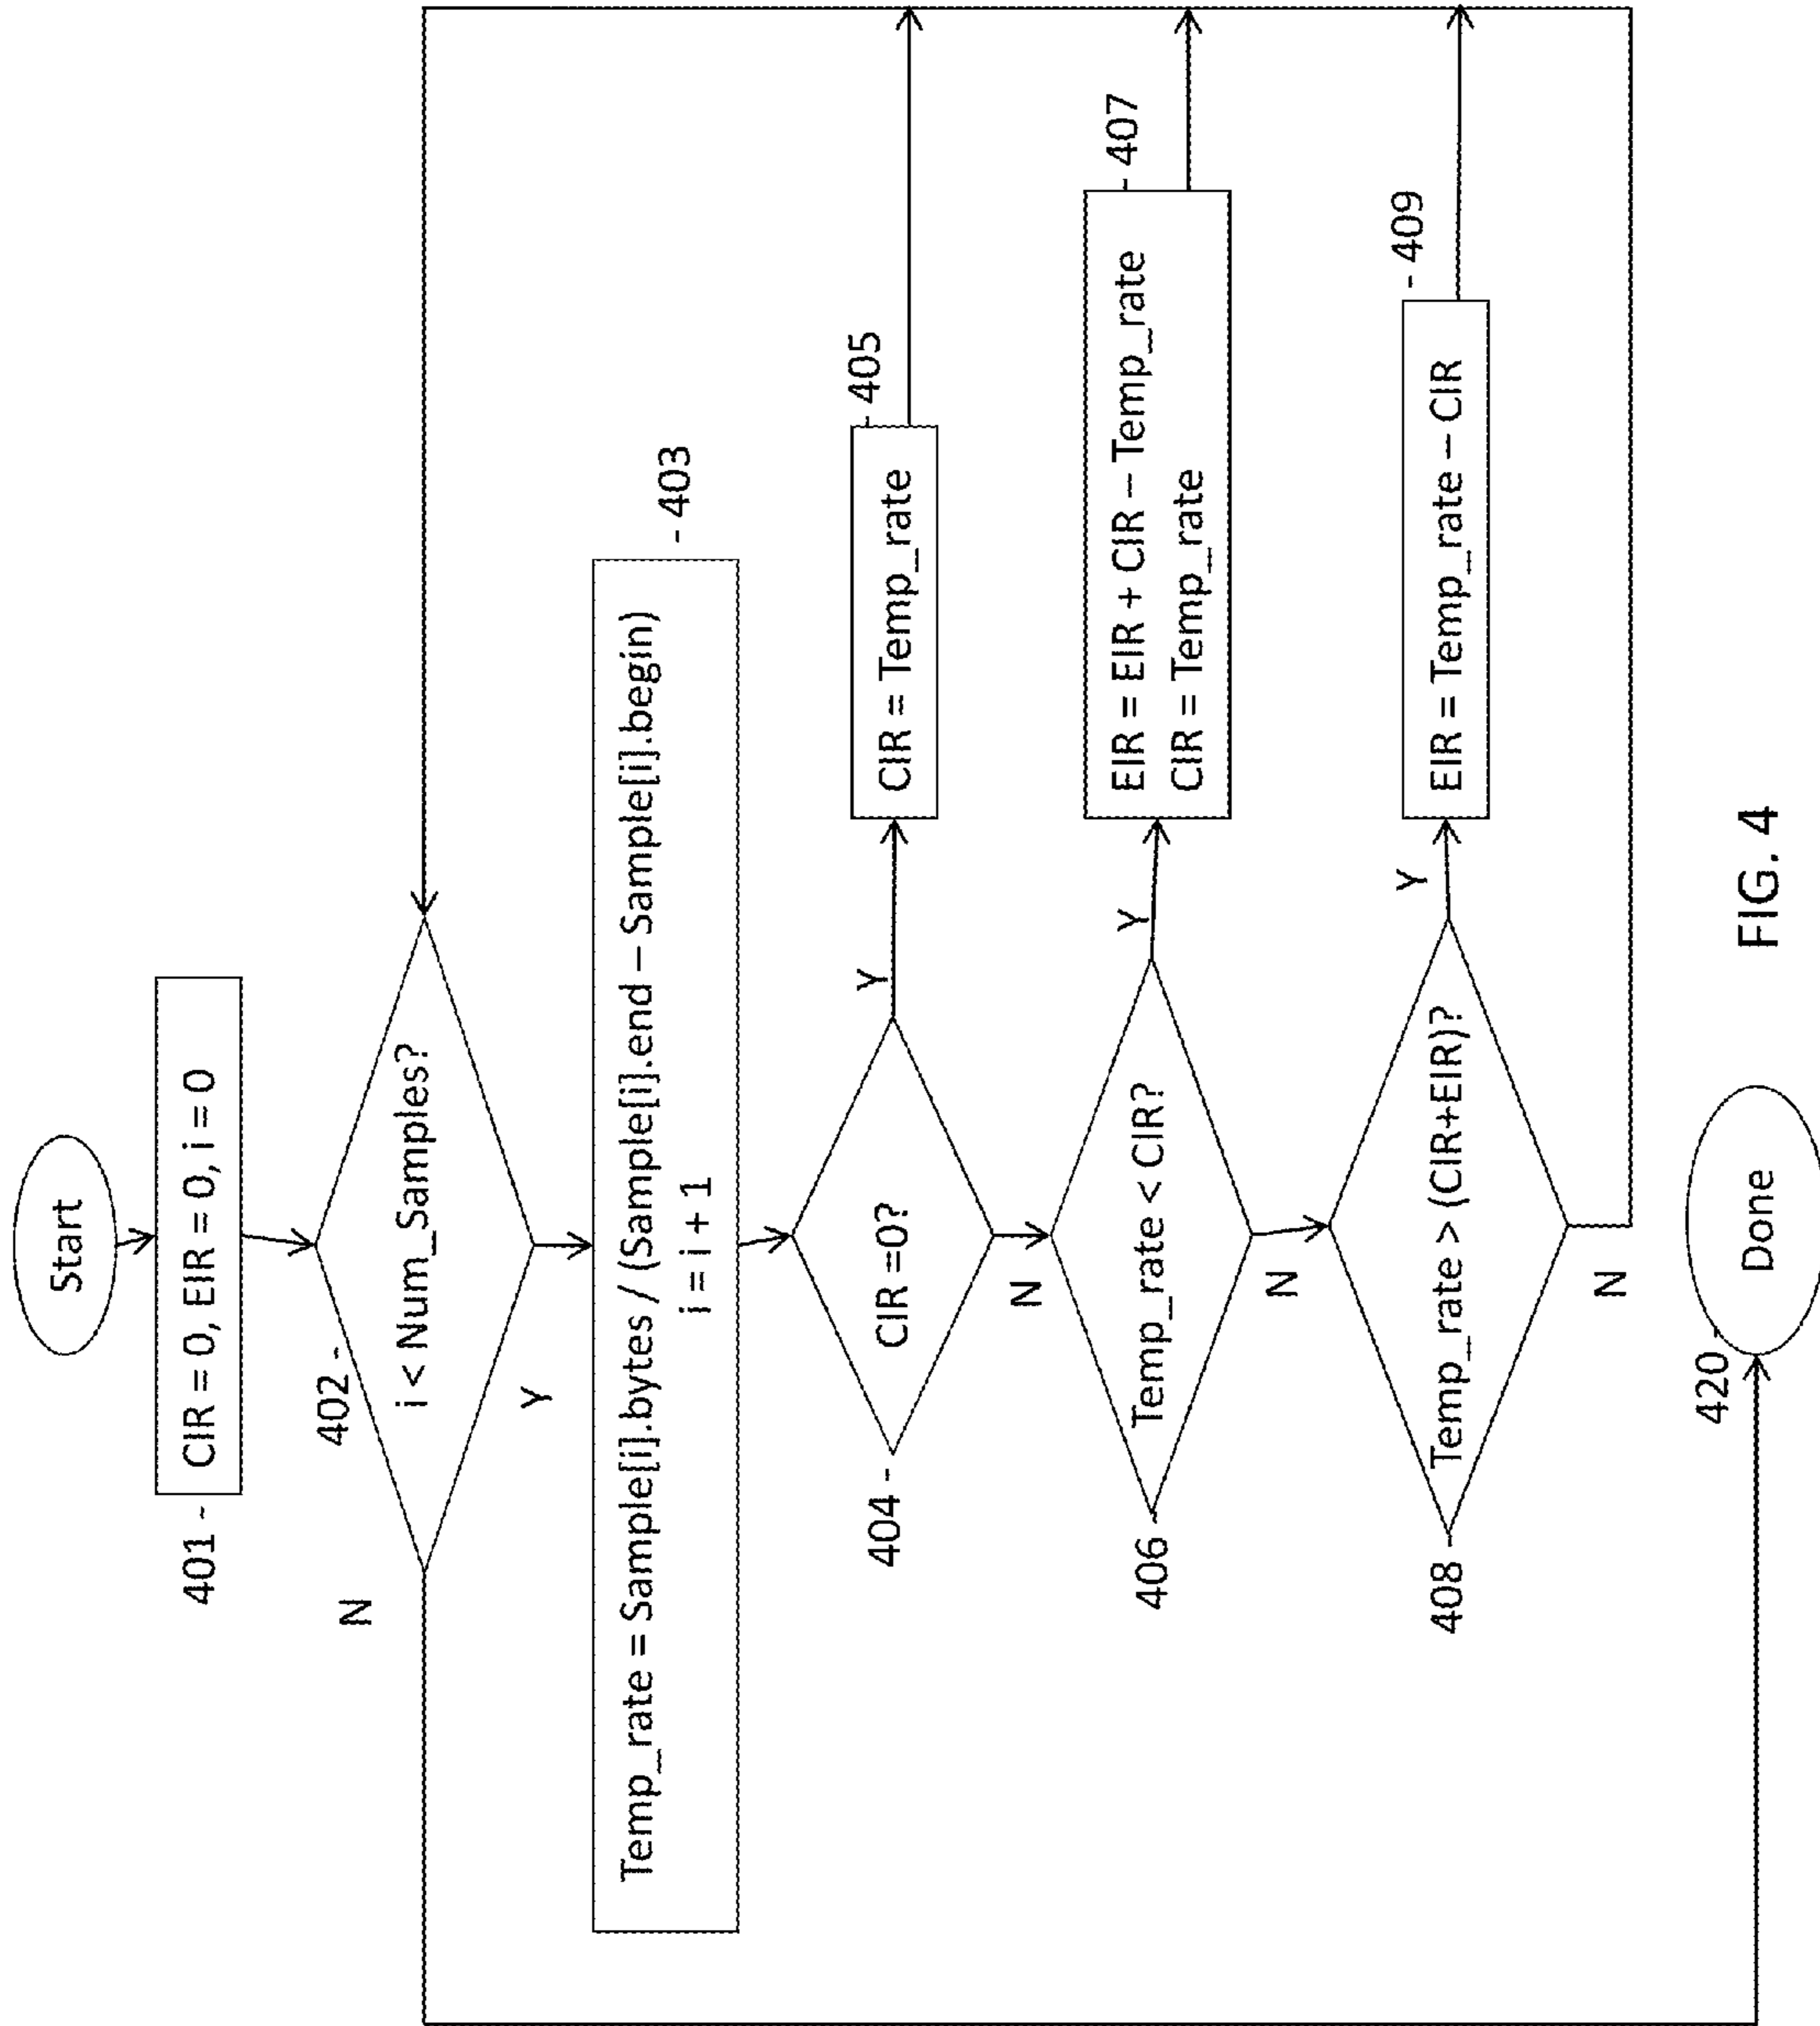 Start
401 - CIR = 0, EIR = 0, i = 0
402 -
i < Num_Samples?
N
Y
Temp_rate = Sample[i].bytes / (Sample[i].end – Sample[i].begin)
i = i + 1
- 403
404 -
CIR =0?
Y
CIR = Temp_rate
- 405
N
406 -
Temp_rate < CIR?
Y
EIR = EIR + CIR – Temp_rate
CIR = Temp_rate
- 407
N
408 -
Temp_rate > (CIR+EIR)?
Y
EIR = Temp_rate – CIR
- 409
N
420 -
Done
FIG. 4